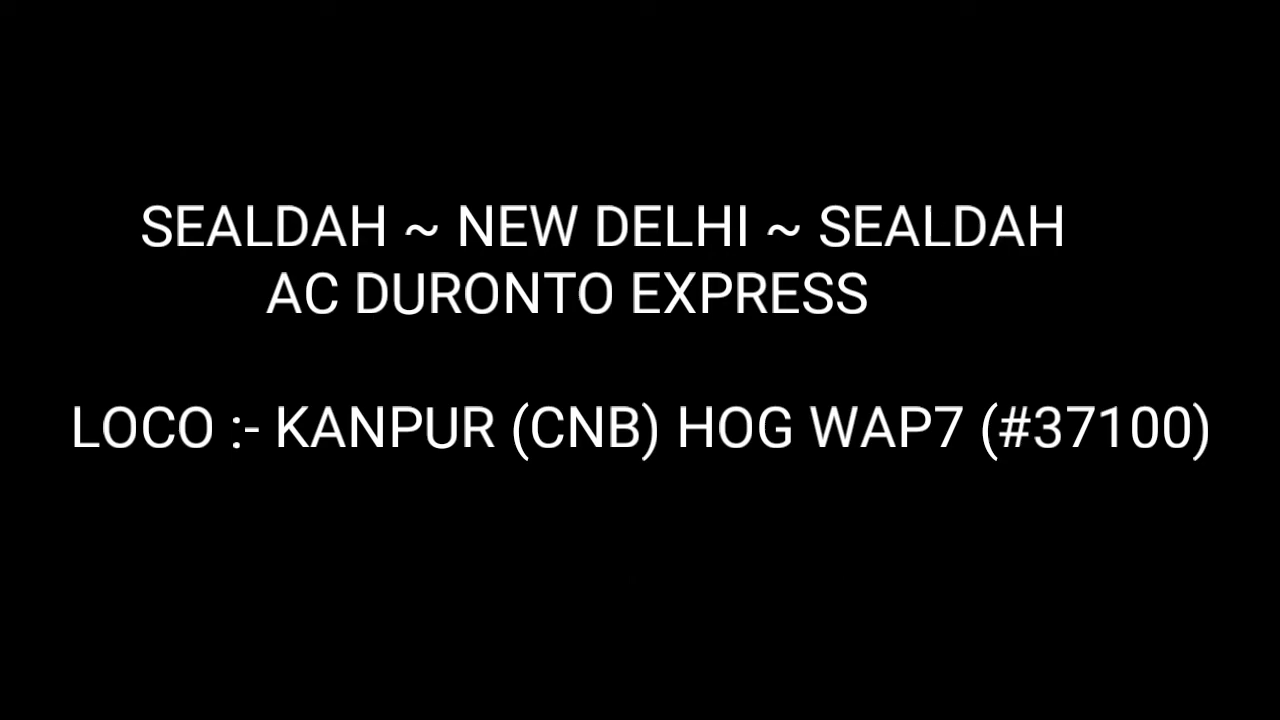 SEALDAH ~ NEW DELHI ~ SEALDAH
AC DURONTO EXPRESS
LOCO :- KANPUR (CNB) HOG WAP7 (#37100)